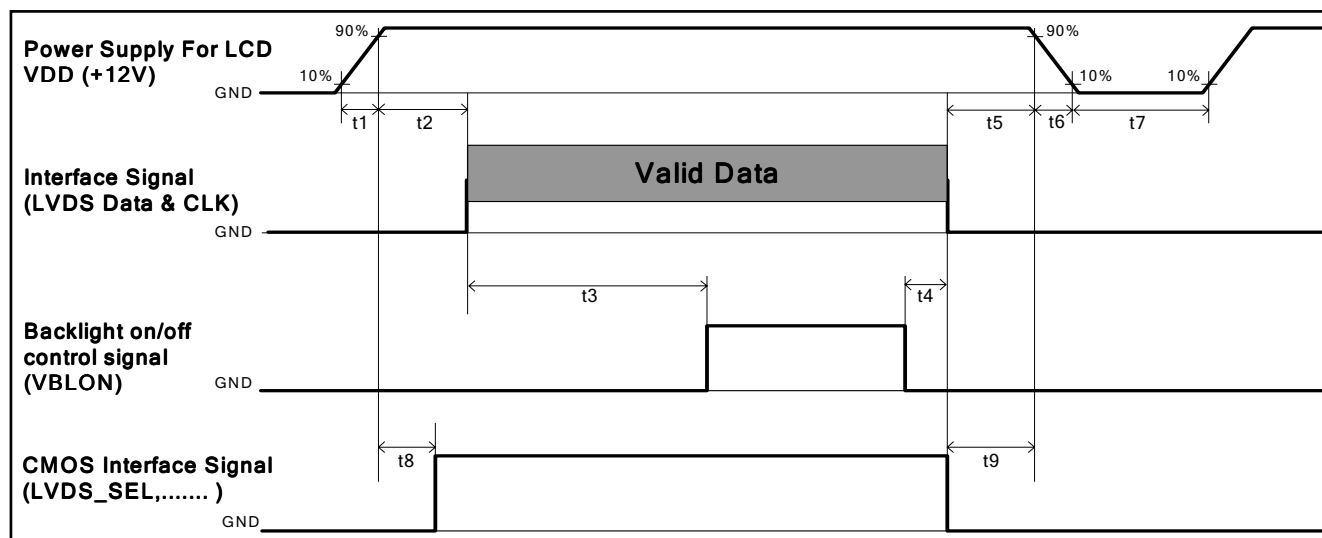 Power Supply For LCD
VDD (+12V)
90%
10%
GND
90%
10%
10%
t1
t2
t5
t6
t7
Interface Signal
(LVDS Data & CLK)
Valid Data
GND
t3
t4
Backlight on/off
control signal
(VBLON)
GND
CMOS Interface Signal
(LVDS_SEL,....... )
t8
t9
GND